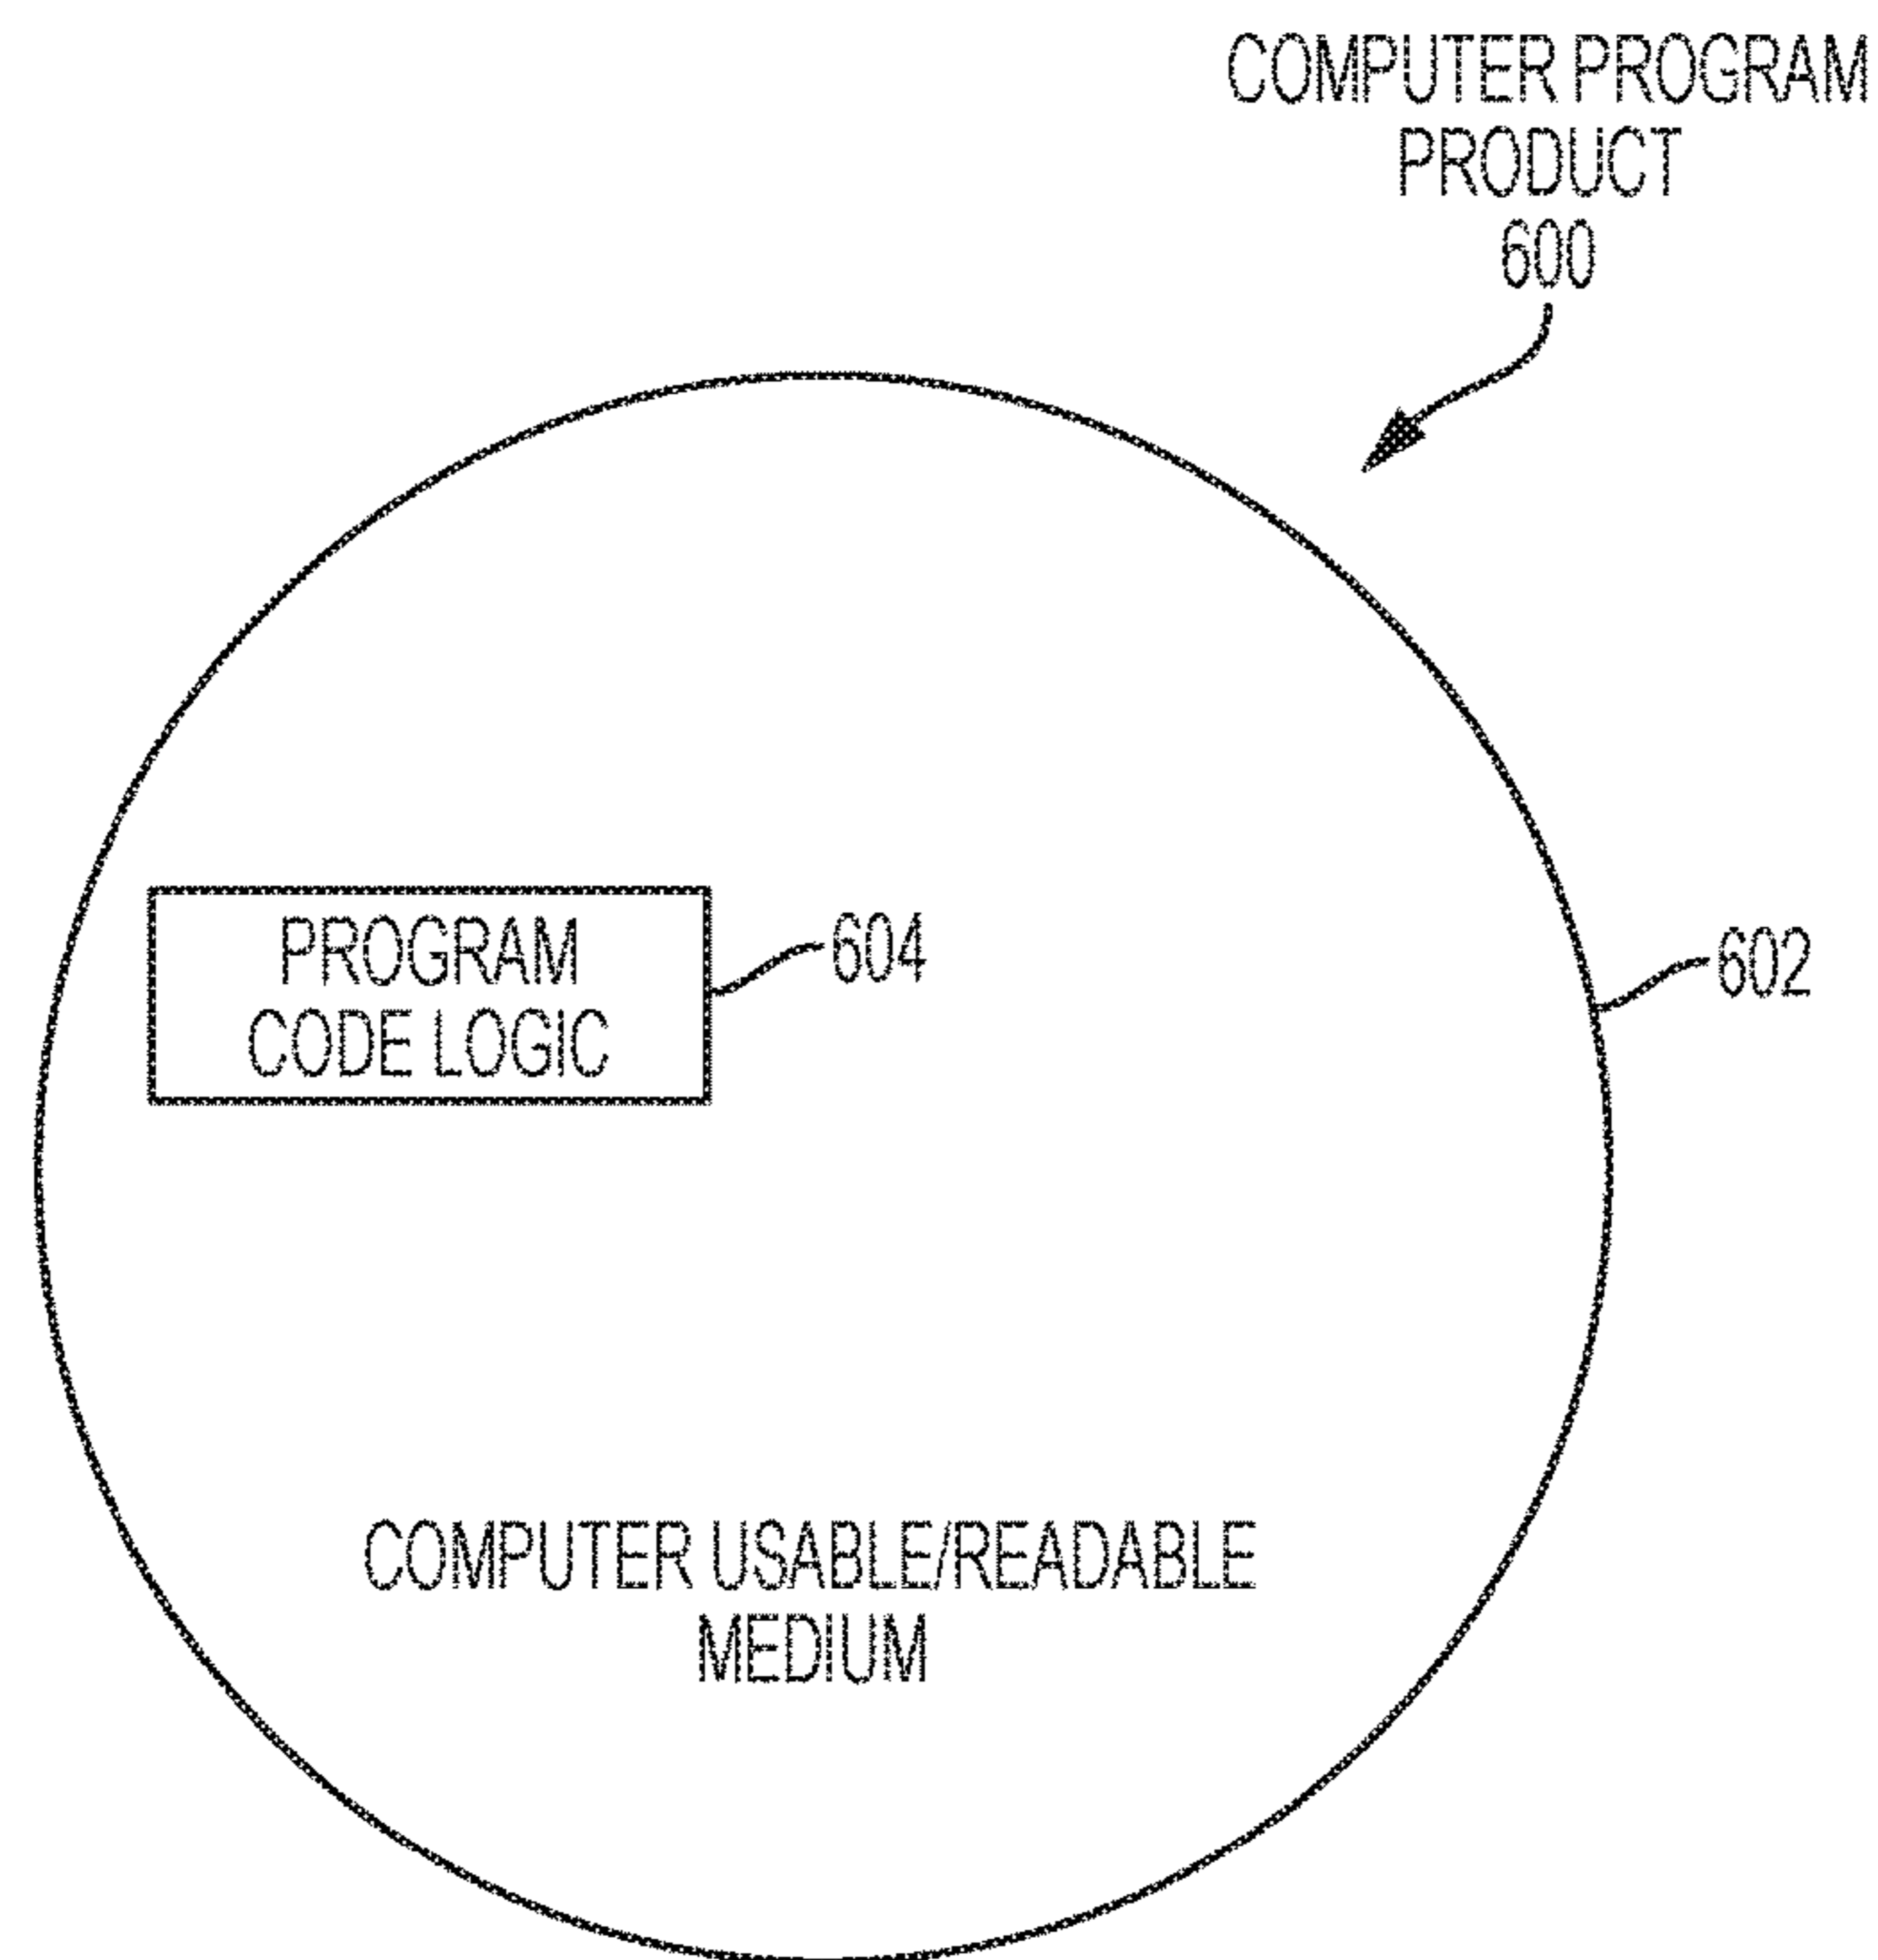 COMPUTER PROGRAM
PRODUCT
600
PROGRAM
CODE LOGIC
604
602
COMPUTER USABLE/READABLE
MEDIUM